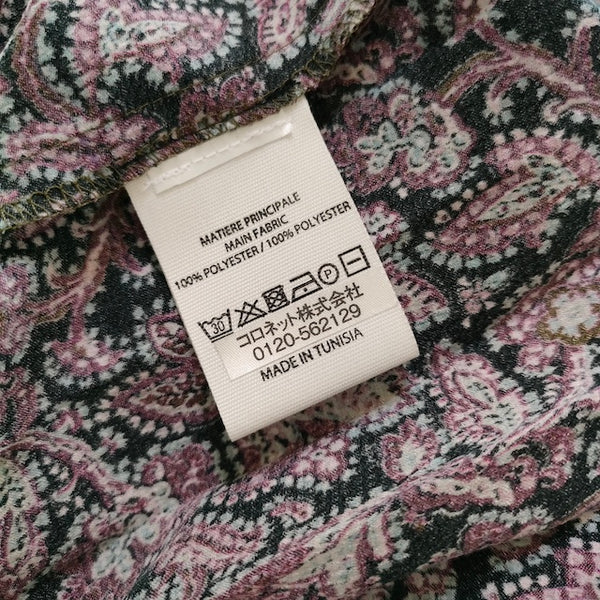 MATIERE PRINCIPALE
MAIN FABRIC
100% POLYESTER / 100% POLYESTER
30 P
コロネット株式会社
0120-562129
MADE IN TUNISIA